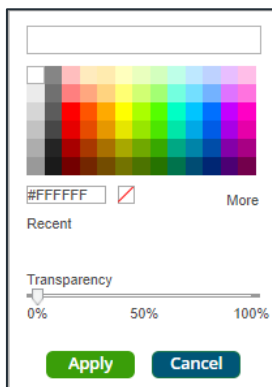 #FFFFFF
More
Recent
Transparency
0% 50% 100%
Apply Cancel